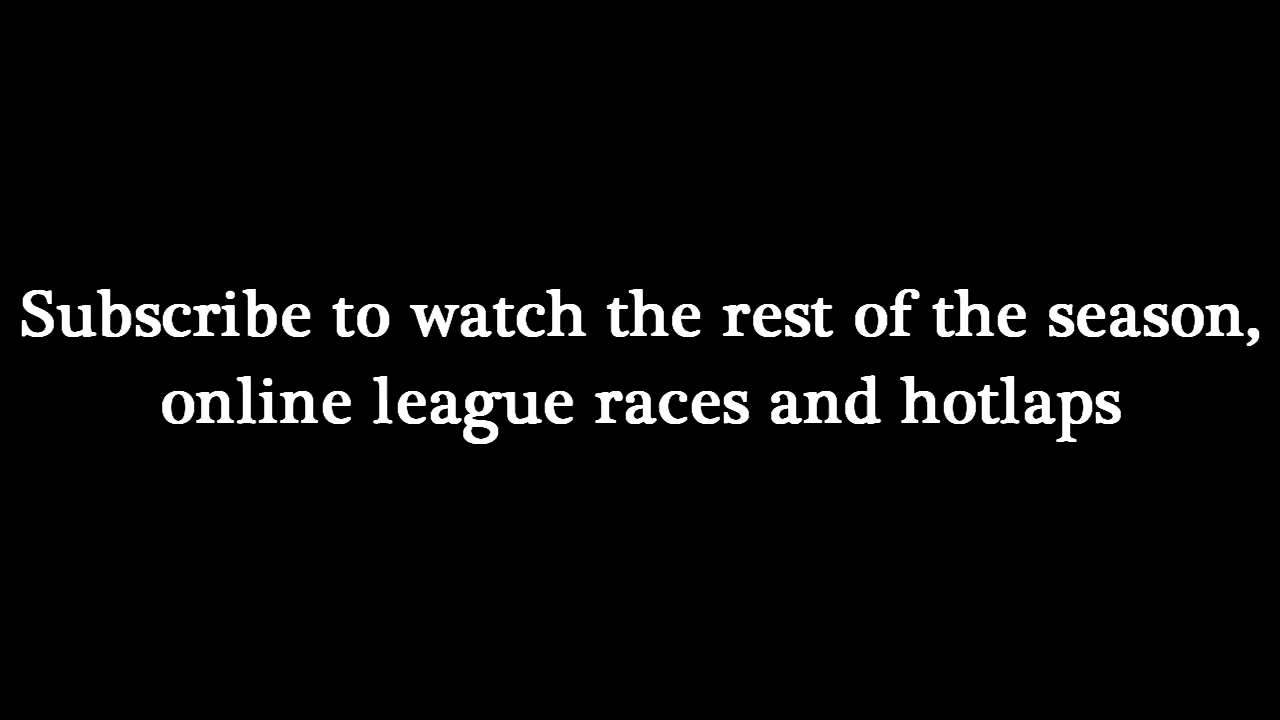 Subscribe to watch the rest of the season,
online league races and hotlaps